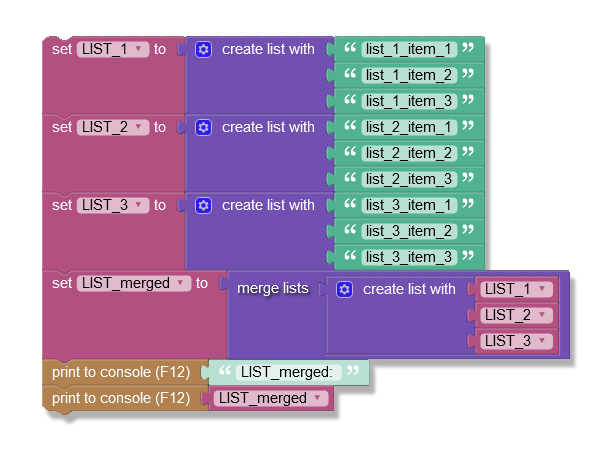 set LIST_1 to create list with “ list_1_item_1 ”
“ list_1_item_2 ”
“ list_1_item_3 ”
set LIST_2 to create list with “ list_2_item_1 ”
“ list_2_item_2 ”
“ list_2_item_3 ”
set LIST_3 to create list with “ list_3_item_1 ”
“ list_3_item_2 ”
“ list_3_item_3 ”
set LIST_merged to merge lists create list with LIST_1
LIST_2
LIST_3
print to console (F12) “ LIST_merged: ”
print to console (F12) LIST_merged